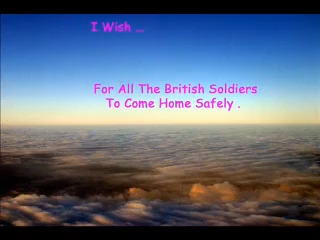 I Wish ...
For All The British Soldiers
To Come Home Safely .